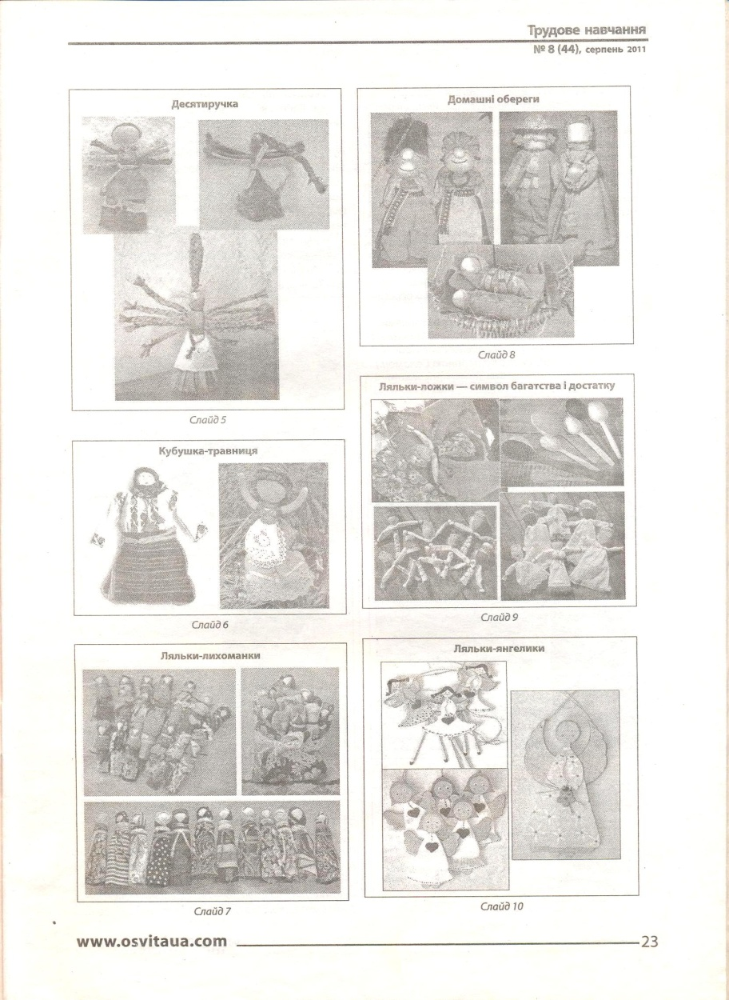 Трудове навчання
№ 8 (44), серпень 2011
Десятиручка
Слайд 5
Кубушка-травниця
Слайд 6
Ляльки-лихоманки
Слайд 7
Домашні обереги
Слайд 8
Ляльки-ложки — символ багатства і достатку
Слайд 9
Ляльки-янгелики
Слайд 10
www.osvitaua.com
23